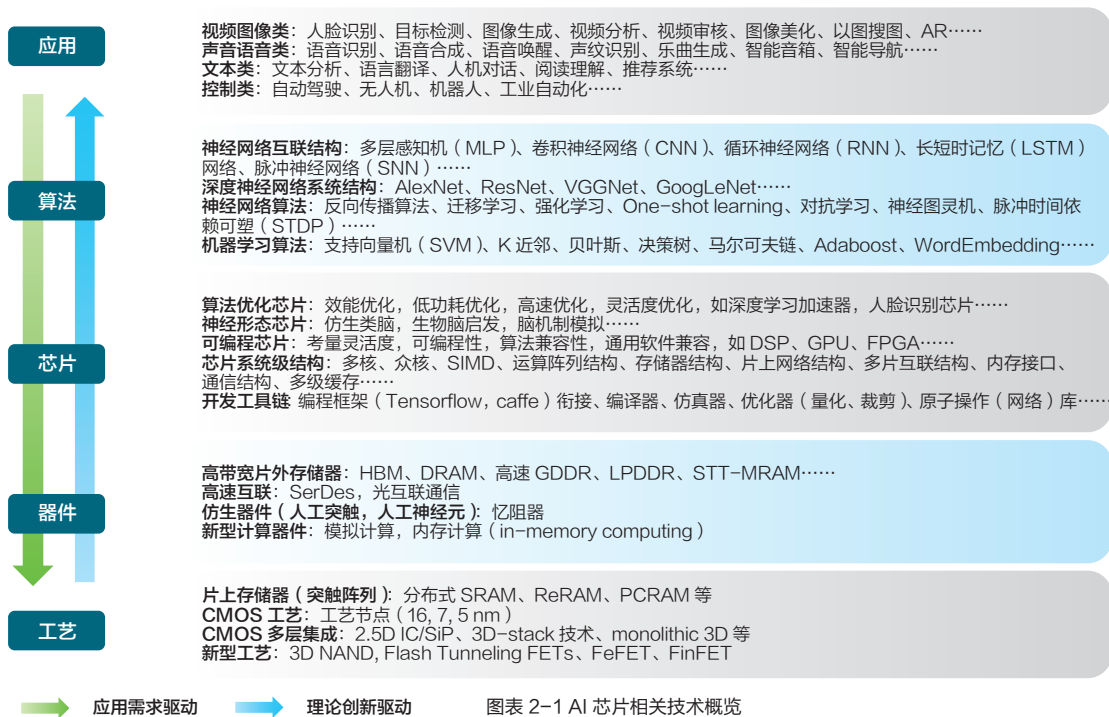 应用
视频图像类：人脸识别、目标检测、图像生成、视频分析、视频审核、图像美化、以图搜图、AR……
声音语音类：语音识别、语音合成、语音唤醒、声纹识别、乐曲生成、智能音箱、智能导航……
文本类：文本分析、语言翻译、人机对话、阅读理解、推荐系统……
控制类：自动驾驶、无人机、机器人、工业自动化……
算法
神经网络互联结构：多层感知机（MLP）、卷积神经网络（CNN）、循环神经网络（RNN）、长短时记忆（LSTM）
网络、脉冲神经网络（SNN）……
深度神经网络系统结构：AlexNet、ResNet、VGGNet、GoogLeNet……
神经网络算法：反向传播算法、迁移学习、强化学习、One-shot learning、对抗学习、神经图灵机、脉冲时间依
赖可塑（STDP）……
机器学习算法：支持向量机（SVM）、K 近邻、贝叶斯、决策树、马尔可夫链、Adaboost、WordEmbedding……
芯片
算法优化芯片：效能优化，低功耗优化，高速优化，灵活度优化，如深度学习加速器，人脸识别芯片……
神经形态芯片：仿生类脑，生物脑启发，脑机制模拟……
可编程芯片：考量灵活度，可编程性，算法兼容性，通用软件兼容，如 DSP、GPU、FPGA……
芯片系统级结构：多核、众核、SIMD、运算阵列结构、存储器结构、片上网络结构、多片互联结构、内存接口、
通信结构、多级缓存……
开发工具链 编程框架（Tensorflow，caffe）衔接、编译器、仿真器、优化器（量化、裁剪）、原子操作（网络）库……
器件
高带宽片外存储器：HBM、DRAM、高速 GDDR、LPDDR、STT-MRAM……
高速互联：SerDes，光互联通信
仿生器件（人工突触，人工神经元）：忆阻器
新型计算器件：模拟计算，内存计算（in-memory computing）
工艺
片上存储器（突触阵列）：分布式 SRAM、ReRAM、PCRAM 等
CMOS 工艺：工艺节点（16, 7, 5 nm）
CMOS 多层集成：2.5D IC/SiP、3D-stack 技术、monolithic 3D 等
新型工艺：3D NAND, Flash Tunneling FETs、FeFET、FinFET
应用需求驱动 理论创新驱动 图表 2-1 AI 芯片相关技术概览